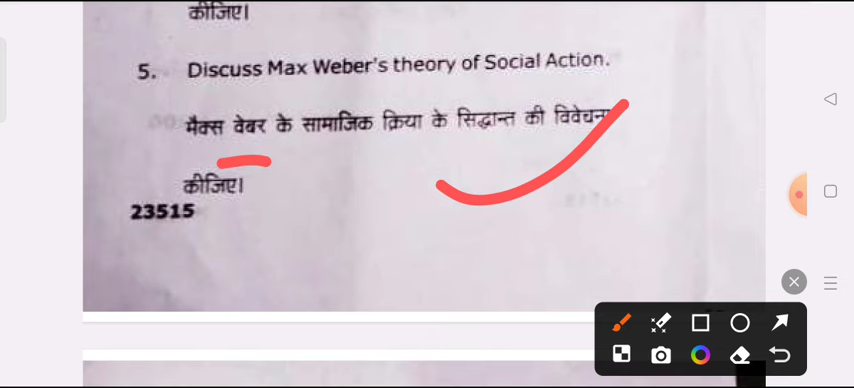 कीजिए।
5. Discuss Max Weber's theory of Social Action.
मैक्स वेबर के सामाजिक क्रिया के सिद्धान्त की विवेचना
कीजिए।
23515